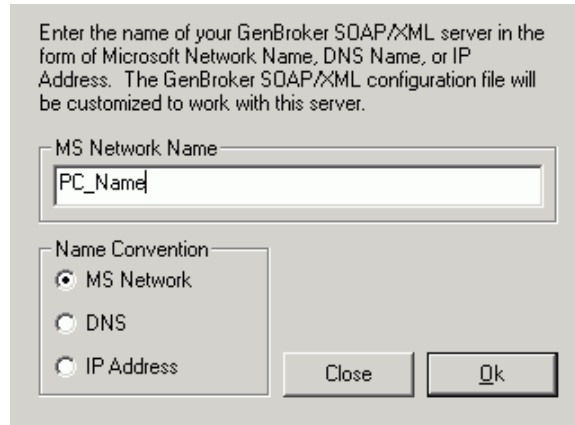 Enter the name of your GenBroker SOAP/XML server in the
form of Microsoft Network Name, DNS Name, or IP
Address. The GenBroker SOAP/XML configuration file will
be customized to work with this server.
MS Network Name
PC_Name
Name Convention
MS Network
DNS
IP Address
Close
Ok